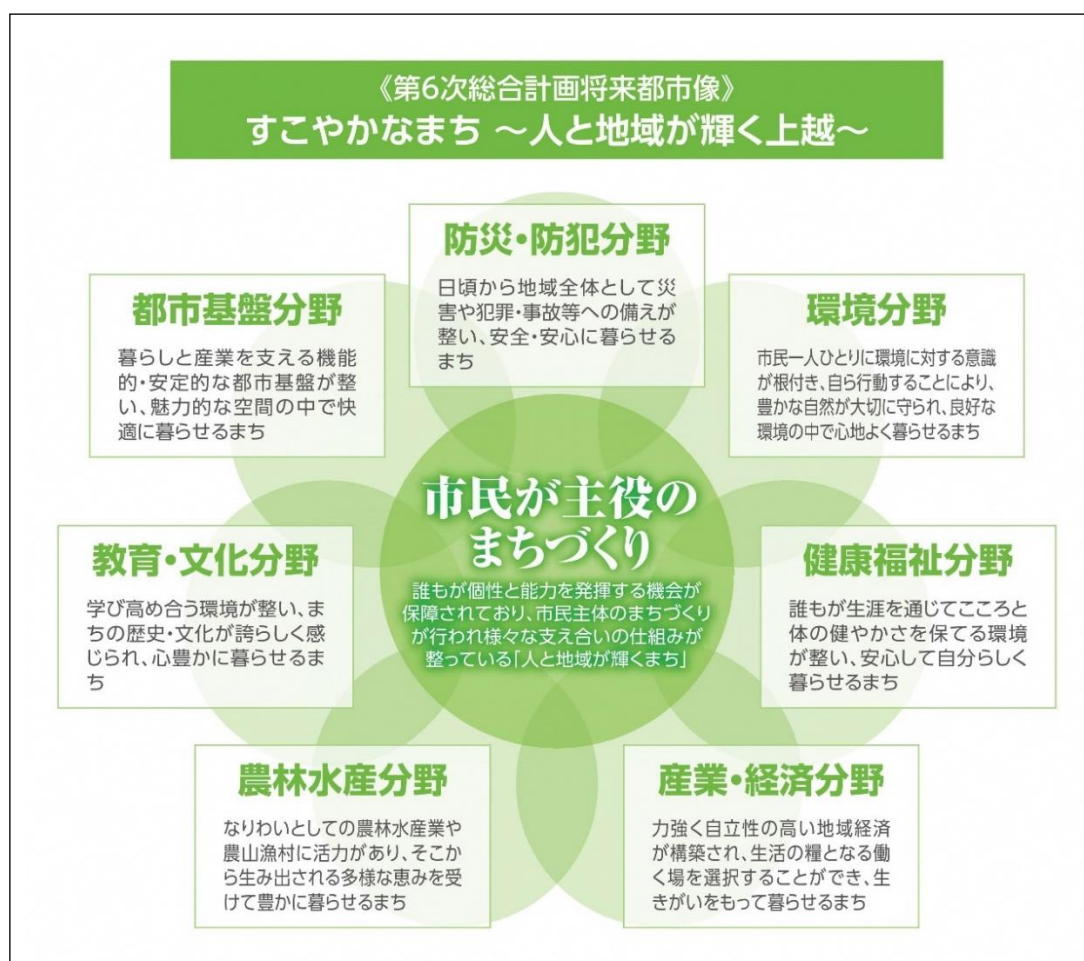 《第6次総合計画将来都市像》
すこやかなまち ～人と地域が輝く上越～
防災・防犯分野
日頃から地域全体として災
害や犯罪・事故等への備えが
整い、安全・安心に暮らせる
まち
都市基盤分野
暮らしと産業を支える機能
的・安定的な都市基盤が整
い、魅力的な空間の中で快
適に暮らせるまち
環境分野
市民一人ひとりに環境に対する意識
が根付き、自ら行動することにより、
豊かな自然が大切に守られ、良好な
環境の中で心地よく暮らせるまち
市民が主役の
まちづくり
誰もが個性と能力を発揮する機会が
保障されており、市民主体のまちづくり
が行われ様々な支え合いの仕組みが
整っている「人と地域が輝くまち」
教育・文化分野
学び高め合う環境が整い、ま
ちの歴史・文化が誇らしく感
じられ、心豊かに暮らせるま
ち
健康福祉分野
誰もが生涯を通じてこころと
体の健やかさを保てる環境
が整い、安心して自分らしく
暮らせるまち
農林水産分野
なりわいとしての農林水産業や
農山漁村に活力があり、そこか
ら生み出される多様な恵みを受
けて豊かに暮らせるまち
産業・経済分野
力強く自立性の高い地域経済
が構築され、生活の糧となる働
く場を選択することができ、生
きがいをもって暮らせるまち